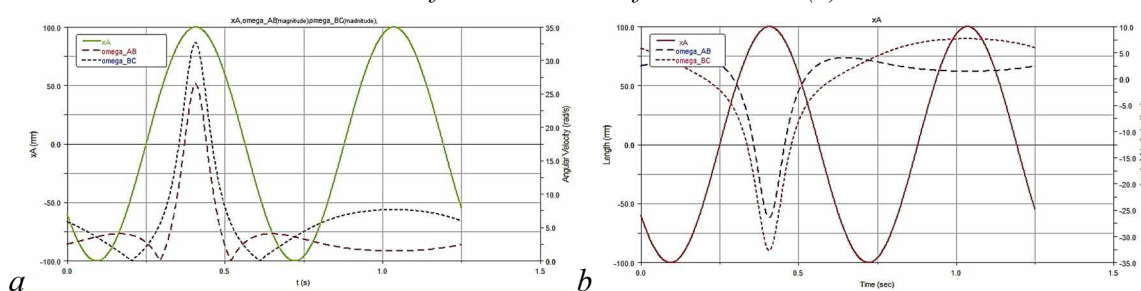 xA,omega_AB(magnitude),omega_BC(madnitude),
xA
omega_AB
omega_BC
100.0
50.0
0.0
-50.0
-100.0
xA (mm)
35.0
30.0
25.0
20.0
15.0
10.0
5.0
0.0
Angular Velocity (rad/s)
0.0
0.5
1.0
1.5
t (s)
a
xA
xA
omega_AB
omega_BC
100.0
50.0
0.0
-50.0
-100.0
Length (mm)
10.0
5.0
0.0
-5.0
-10.0
-15.0
-20.0
-25.0
-30.0
-35.0
0.0
0.5
1.0
1.5
Time (sec)
b